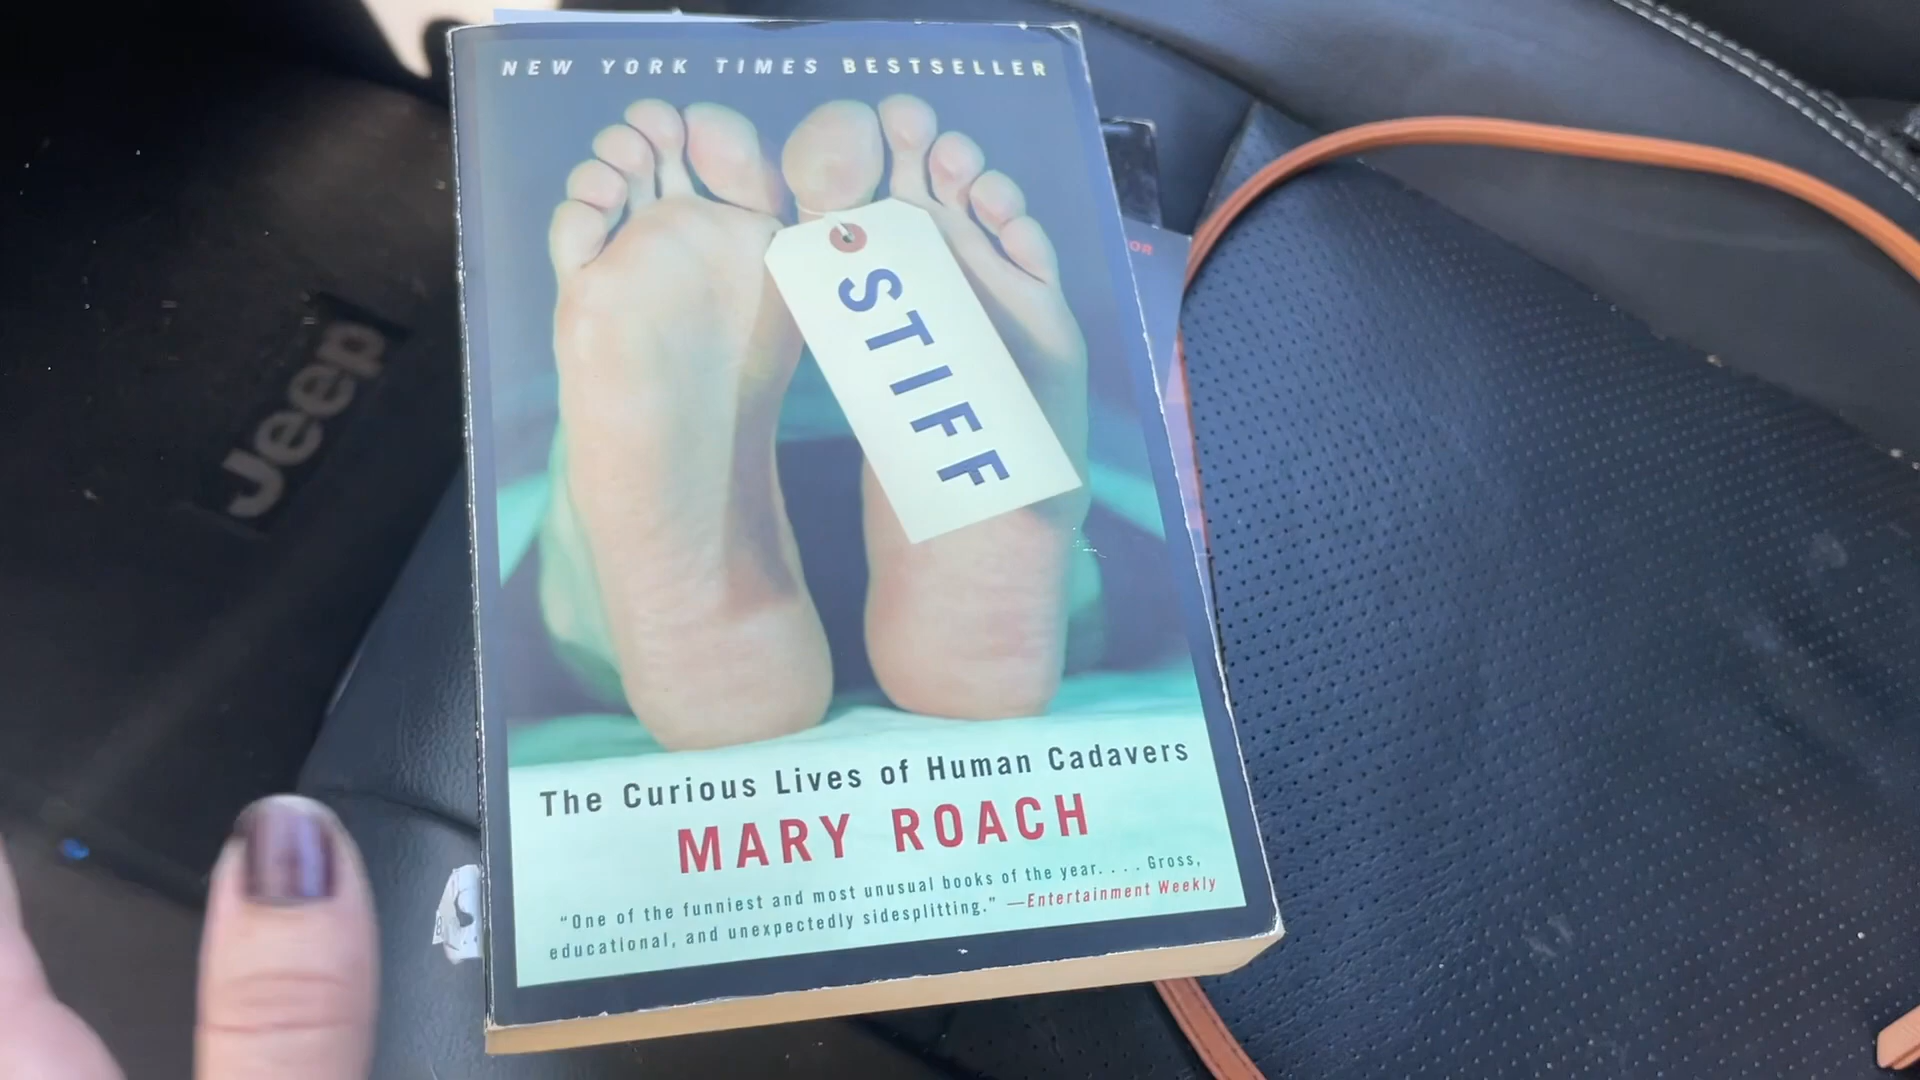 NEW YORK TIMES BESTSELLER
OR
STIFF
Jeep
The Curious Lives of Human Cadavers
MARY ROACH
"One of the funniest and most unusual books of the year. . . . Gross,
educational, and unexpectedly sidesplitting." —Entertainment Weekly